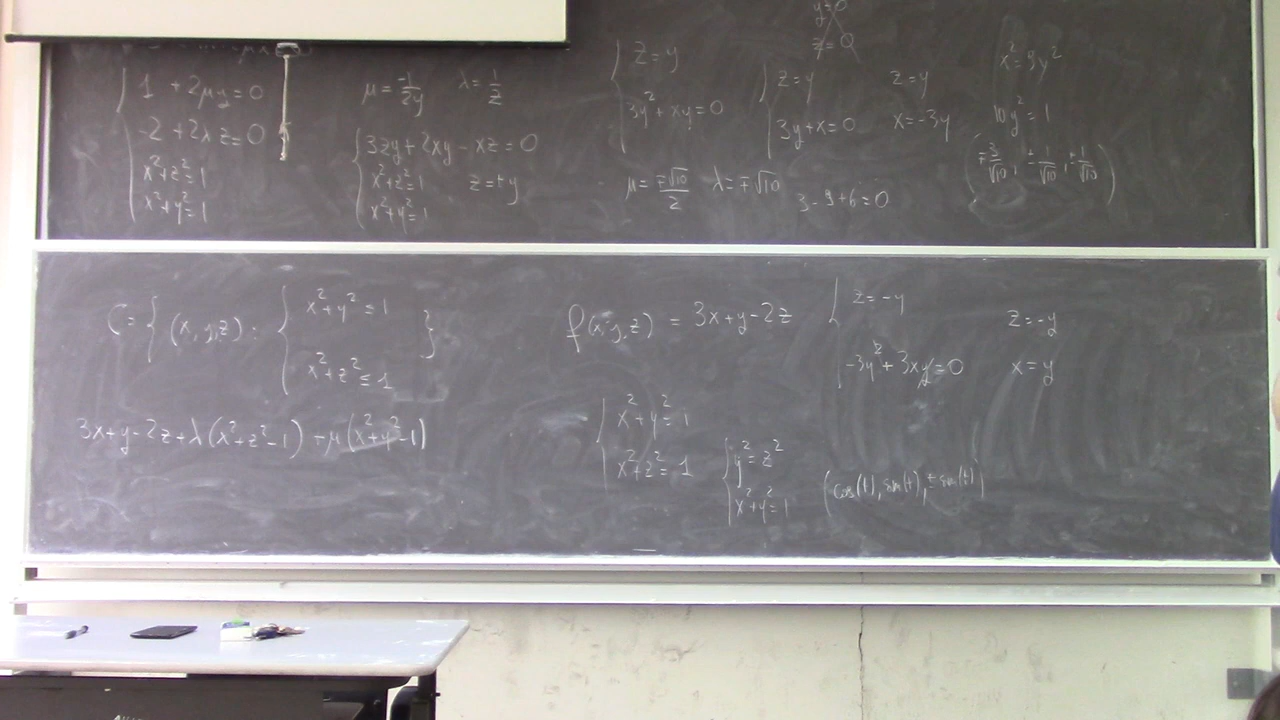 1 + 2μy = 0
-2 + 2λz = 0
x²+z²=1
x²+y²=1
μ = -1/2y λ = 1/z
3zy + 2xy - xz = 0
x²+z²=1 z=±y
x²+y²=1
y=0
z=0
z=y
3y²+xy=0
μ = ∓√10/2 λ = ∓√10
z=y z=y
3y+x=0 x=-3y
3-9+6=0
x²=9y²
10y²=1
(∓3/√10, ±1/√10, ±1/√10)
C = { (x,y,z) : { x²+y² ≤ 1
x²+z² ≤ 1 }
3x+y-2z+λ(x²+z²-1)+μ(x²+y²-1)
f(x,y,z) = 3x+y-2z
x²+y²=1
x²+z²=1
y²=z²
x²+y²=1
(cos(t), sin(t), ±sin(t))
z=-y z=-y
-3y²+3xy=0 x=y